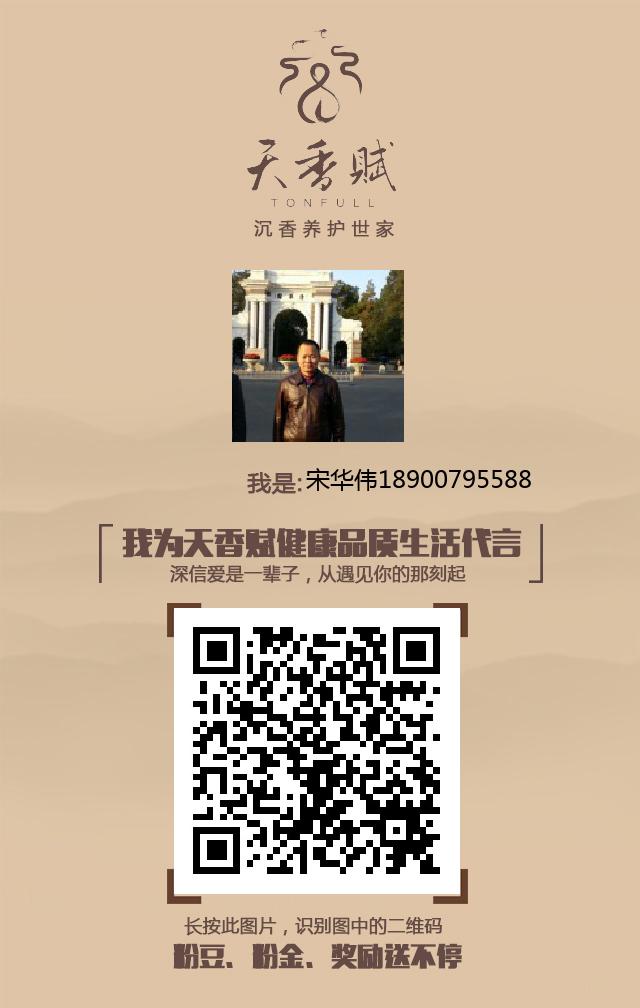 天香赋
TONFULL
沉香养护世家
我是:宋华伟18900795588
我为天香赋健康品质生活代言
深信爱是一辈子，从遇见你的那刻起
长按此图片，识别图中的二维码
粉豆、粉金、奖励送不停